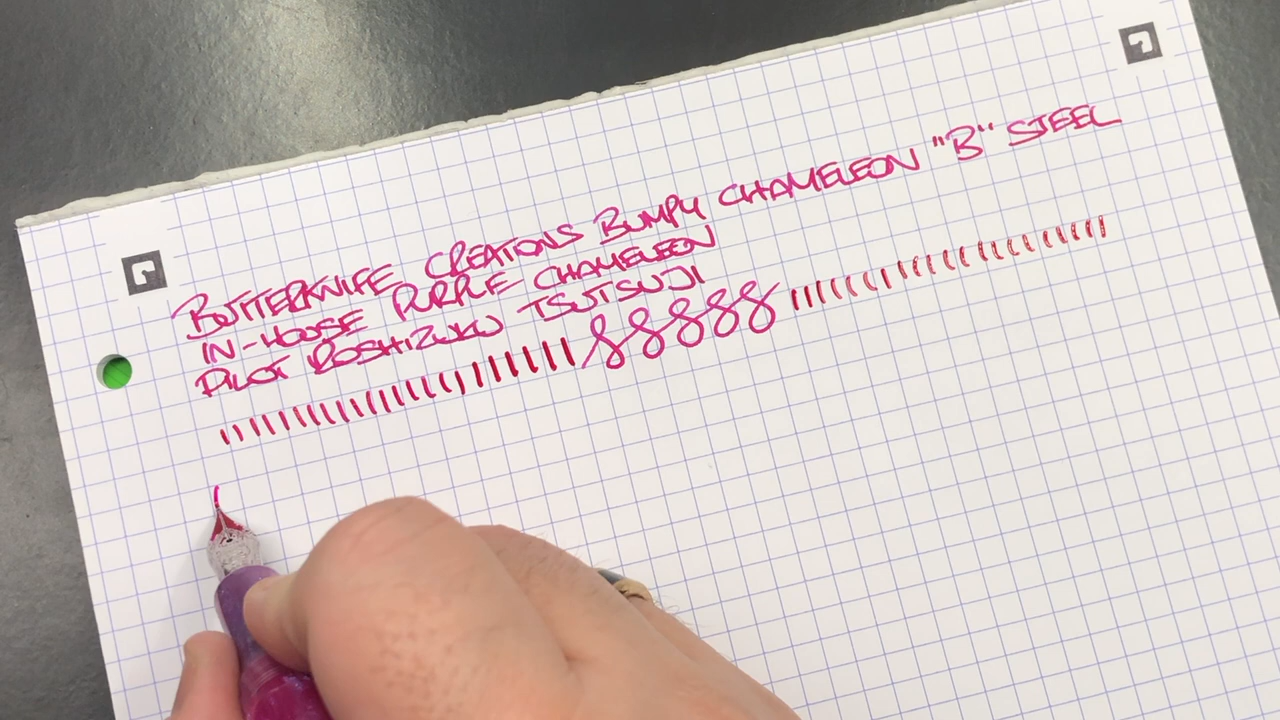 BUTTERKNIFE CREATIONS BUMPY CHAMELEON "B" STEEL
IN-HOUSE PURPLE CHAMELEON
PILOT IROSHIZUKU TSUTSUJI